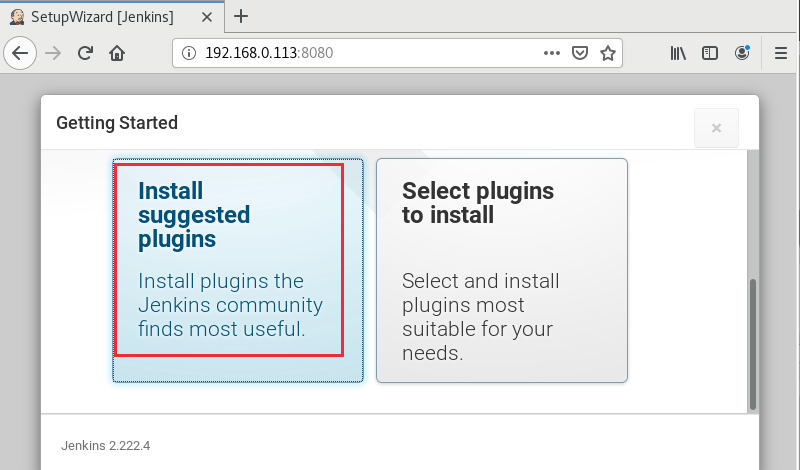 SetupWizard [Jenkins]
192.168.0.113:8080
Getting Started
Install
suggested
plugins
Install plugins the
Jenkins community
finds most useful.
Select plugins
to install
Select and install
plugins most
suitable for your
needs.
Jenkins 2.222.4